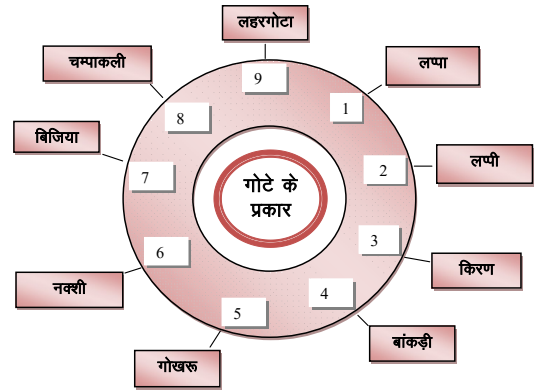 लहरगोटा
चम्पाकली
लप्पा
9
8
1
बिजिया
लप्पी
7
2
गोटे के
प्रकार
6
3
नक्शी
किरण
5
4
गोखरू
बांकड़ी